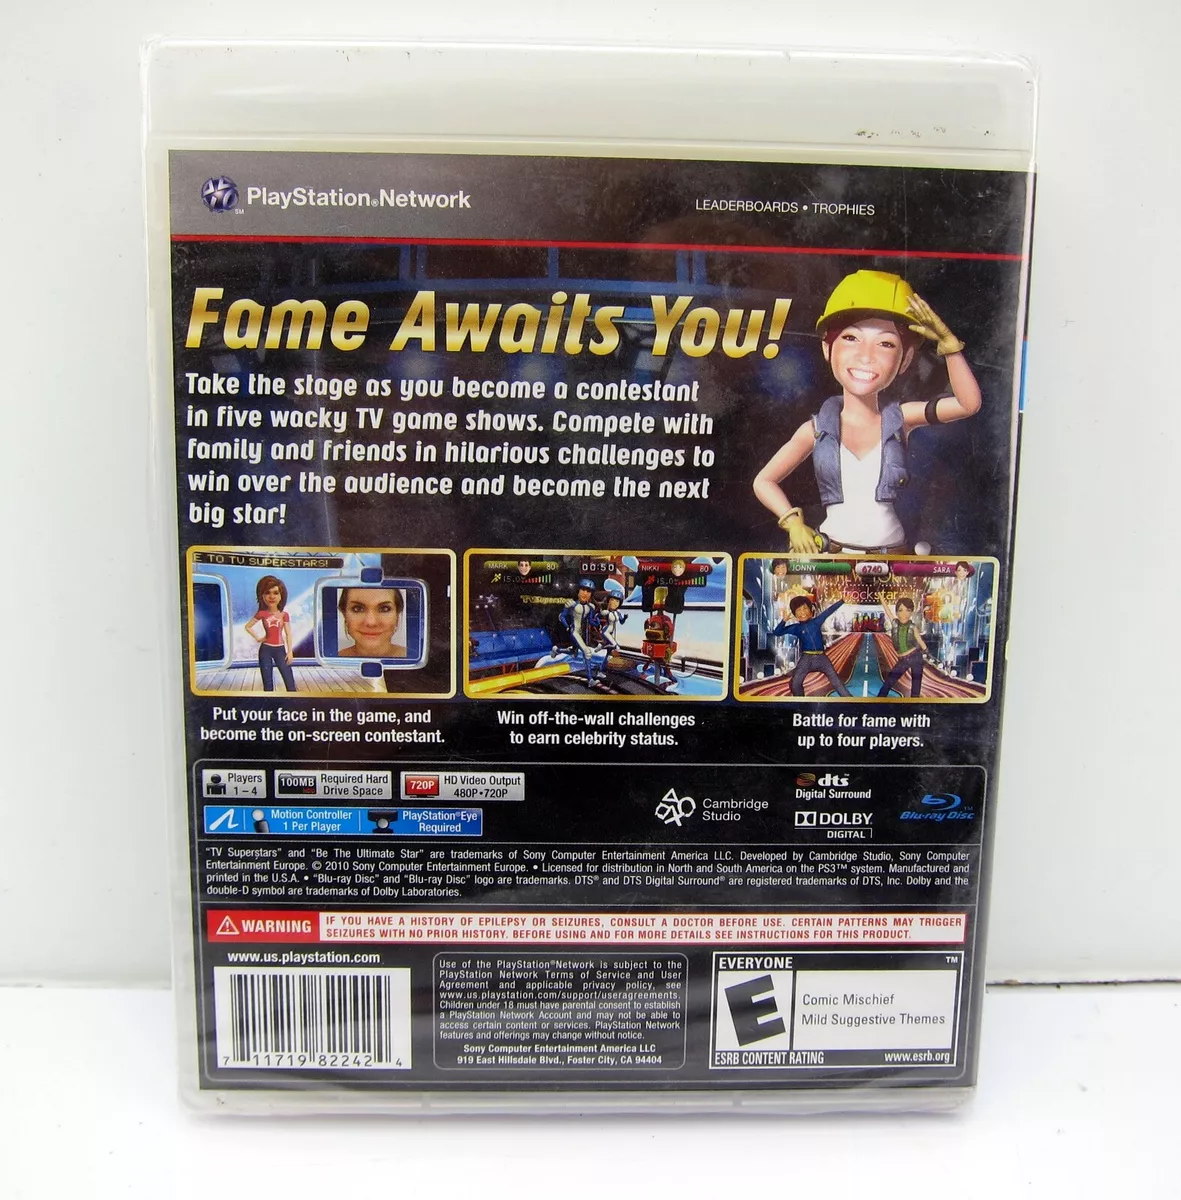 PlayStation®Network
SM
LEADERBOARDS • TROPHIES
Fame Awaits You!
Take the stage as you become a contestant
in five wacky TV game shows. Compete with
family and friends in hilarious challenges to
win over the audience and become the next
big star!
E TO TV SUPERSTARS!
MARK 80 00:50 NIKKI 80
JONNY 6740 SARA
rockstar
Put your face in the game, and
become the on-screen contestant.
Win off-the-wall challenges
to earn celebrity status.
Battle for fame with
up to four players.
Players
1-4
100MB
Required Hard
Drive Space
720P
HD Video Output
480P•720P
Motion Controller
1 Per Player
PlayStation®Eye
Required
Cambridge
Studio
dts
Digital Surround
DOLBY
DIGITAL
Blu-ray Disc
"TV Superstars" and "Be The Ultimate Star" are trademarks of Sony Computer Entertainment America LLC. Developed by Cambridge Studio, Sony Computer
Entertainment Europe. © 2010 Sony Computer Entertainment Europe. • Licensed for distribution in North and South America on the PS3™ system. Manufactured and
printed in the U.S.A. • "Blu-ray Disc" and "Blu-ray Disc" logo are trademarks. DTS® and DTS Digital Surround® are registered trademarks of DTS, Inc. Dolby and the
double-D symbol are trademarks of Dolby Laboratories.
WARNING
IF YOU HAVE A HISTORY OF EPILEPSY OR SEIZURES, CONSULT A DOCTOR BEFORE USE. CERTAIN PATTERNS MAY TRIGGER
SEIZURES WITH NO PRIOR HISTORY. BEFORE USING AND FOR MORE DETAILS SEE INSTRUCTIONS FOR THIS PRODUCT.
www.us.playstation.com
7 11719 82242 4
Use of the PlayStation®Network is subject to the
PlayStation Network Terms of Service and User
Agreement and applicable privacy policy, see
www.us.playstation.com/support/useragreements.
Children under 18 must have parental consent to establish
a PlayStation Network Account and may not be able to
access certain content or services. PlayStation Network
features and offerings may change without notice.
Sony Computer Entertainment America LLC
919 East Hillsdale Blvd., Foster City, CA 94404
EVERYONE
TM
E
Comic Mischief
Mild Suggestive Themes
ESRB CONTENT RATING
www.esrb.org